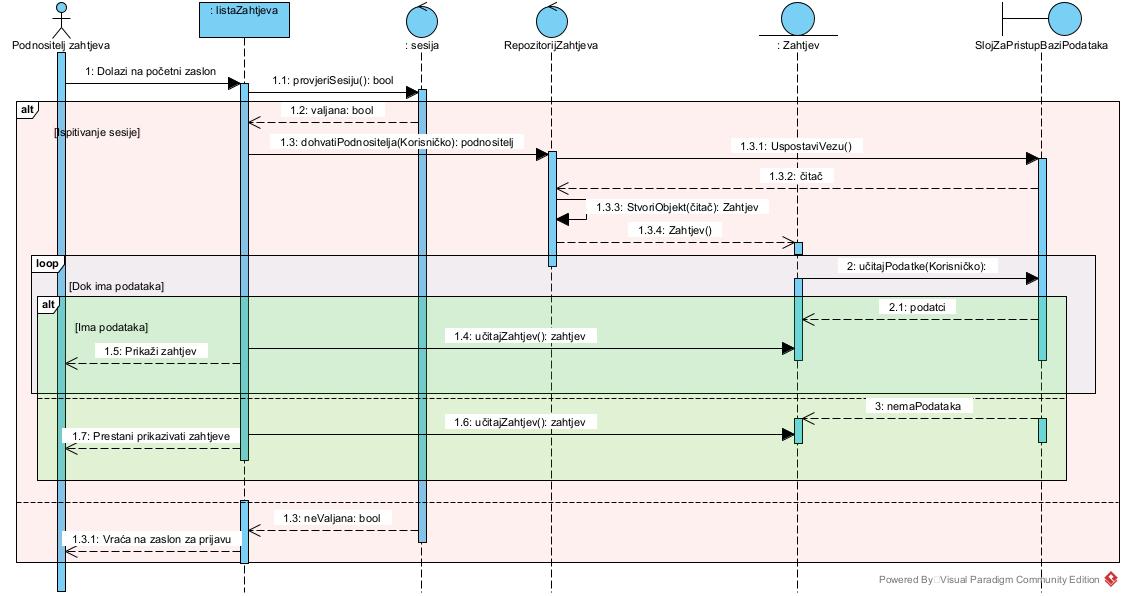 : listaZahtjeva
Podnositelj zahtjeva
: sesija
RepozitorijZahtjeva
: Zahtjev
SlojZaPristupBaziPodataka
1: Dolazi na početni zaslon
1.1: provjeriSesiju(): bool
alt
1.2: valjana: bool
[Ispitivanje sesije]
1.3: dohvatiPodnositelja(Korisničko): podnositelj
1.3.1: UspostaviVezu()
1.3.2: čitač
1.3.3: StvoriObjekt(čitač): Zahtjev
1.3.4: Zahtjev()
loop
2: učitajPodatke(Korisničko):
[Dok ima podataka]
alt
2.1: podatci
[Ima podataka]
1.4: učitajZahtjev(): zahtjev
1.5: Prikaži zahtjev
3: nemaPodataka
1.6: učitajZahtjev(): zahtjev
1.7: Prestani prikazivati zahtjeve
1.3: neValjana: bool
1.3.1: Vraća na zaslon za prijavu
Powered By Visual Paradigm Community Edition